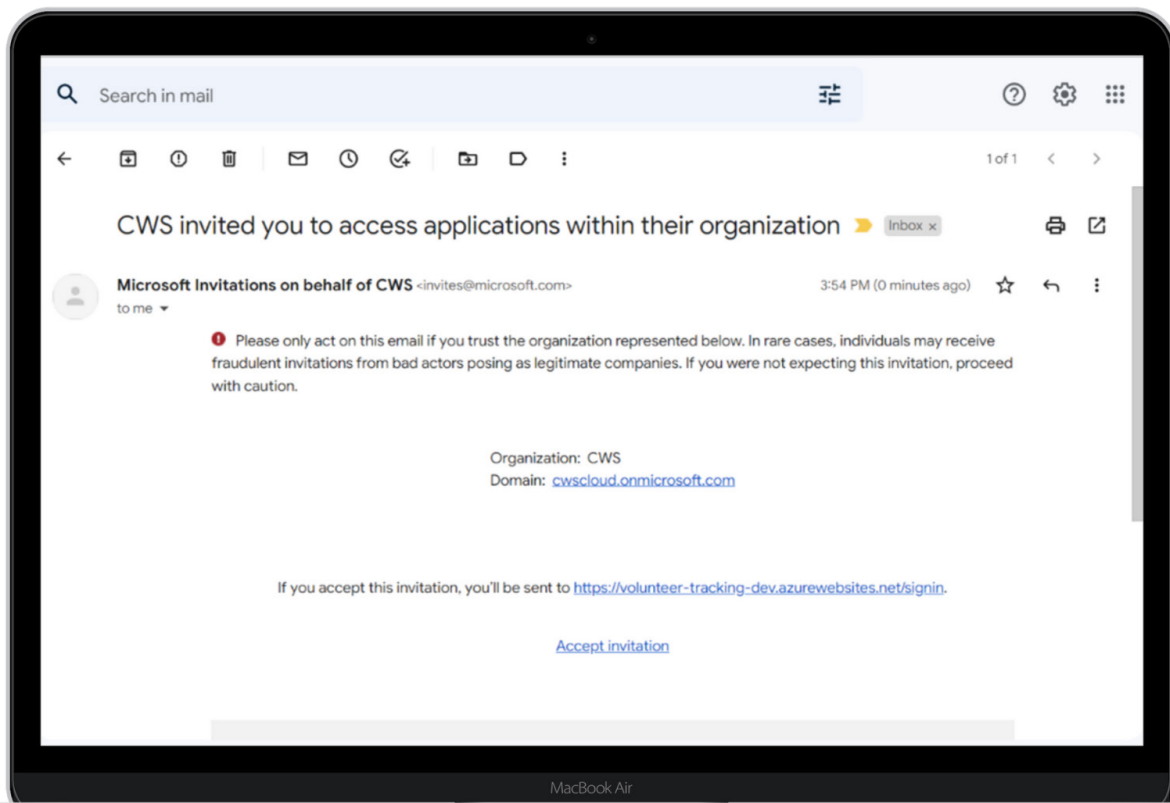 Search in mail
1 of 1
CWS invited you to access applications within their organization
Inbox x
Microsoft Invitations on behalf of CWS <invites@microsoft.com>
3:54 PM (0 minutes ago)
to me
Please only act on this email if you trust the organization represented below. In rare cases, individuals may receive
fraudulent invitations from bad actors posing as legitimate companies. If you were not expecting this invitation, proceed
with caution.
Organization: CWS
Domain: cwscloud.onmicrosoft.com
If you accept this invitation, you'll be sent to https://volunteer-tracking-dev.azurewebsites.net/signin.
Accept invitation
MacBook Air